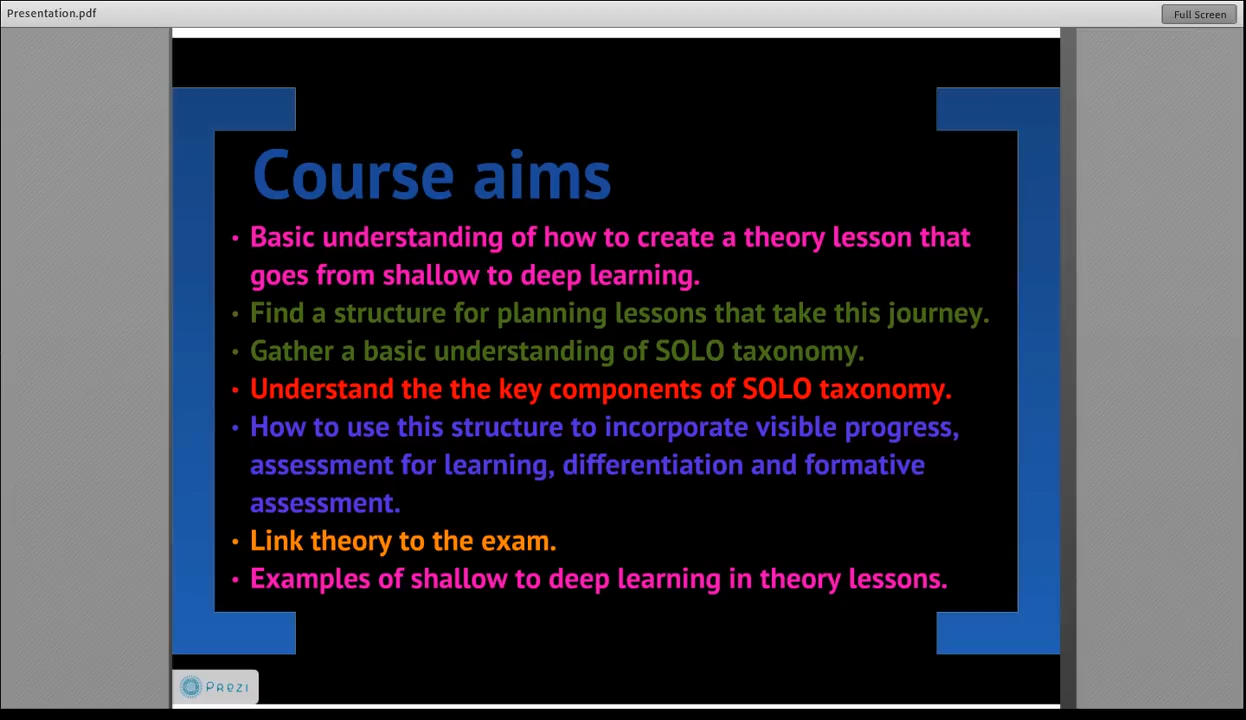 Presentation.pdf
Full Screen
Course aims
• Basic understanding of how to create a theory lesson that
goes from shallow to deep learning.
• Find a structure for planning lessons that take this journey.
• Gather a basic understanding of SOLO taxonomy.
• Understand the the key components of SOLO taxonomy.
• How to use this structure to incorporate visible progress,
assessment for learning, differentiation and formative
assessment.
• Link theory to the exam.
• Examples of shallow to deep learning in theory lessons.
Prezi